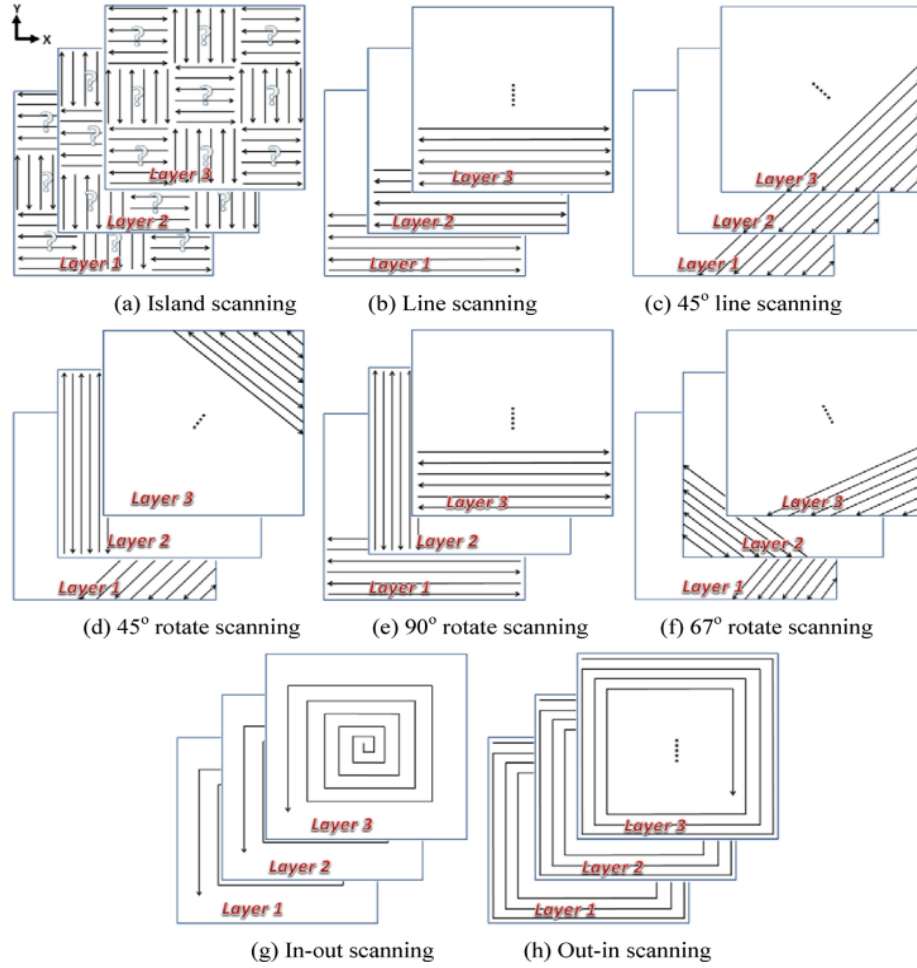 Y
X
? ? ?
? ? ? ?
? ? ? ?
? ? ?
Layer 3
Layer 2
Layer 1
Layer 3
Layer 2
Layer 1
Layer 3
Layer 2
Layer 1
(a) Island scanning
(b) Line scanning
(c) 45° line scanning
Layer 3
Layer 2
Layer 1
Layer 3
Layer 2
Layer 1
Layer 3
Layer 2
Layer 1
(d) 45° rotate scanning
(e) 90° rotate scanning
(f) 67° rotate scanning
Layer 3
Layer 2
Layer 1
Layer 3
Layer 2
Layer 1
(g) In-out scanning
(h) Out-in scanning